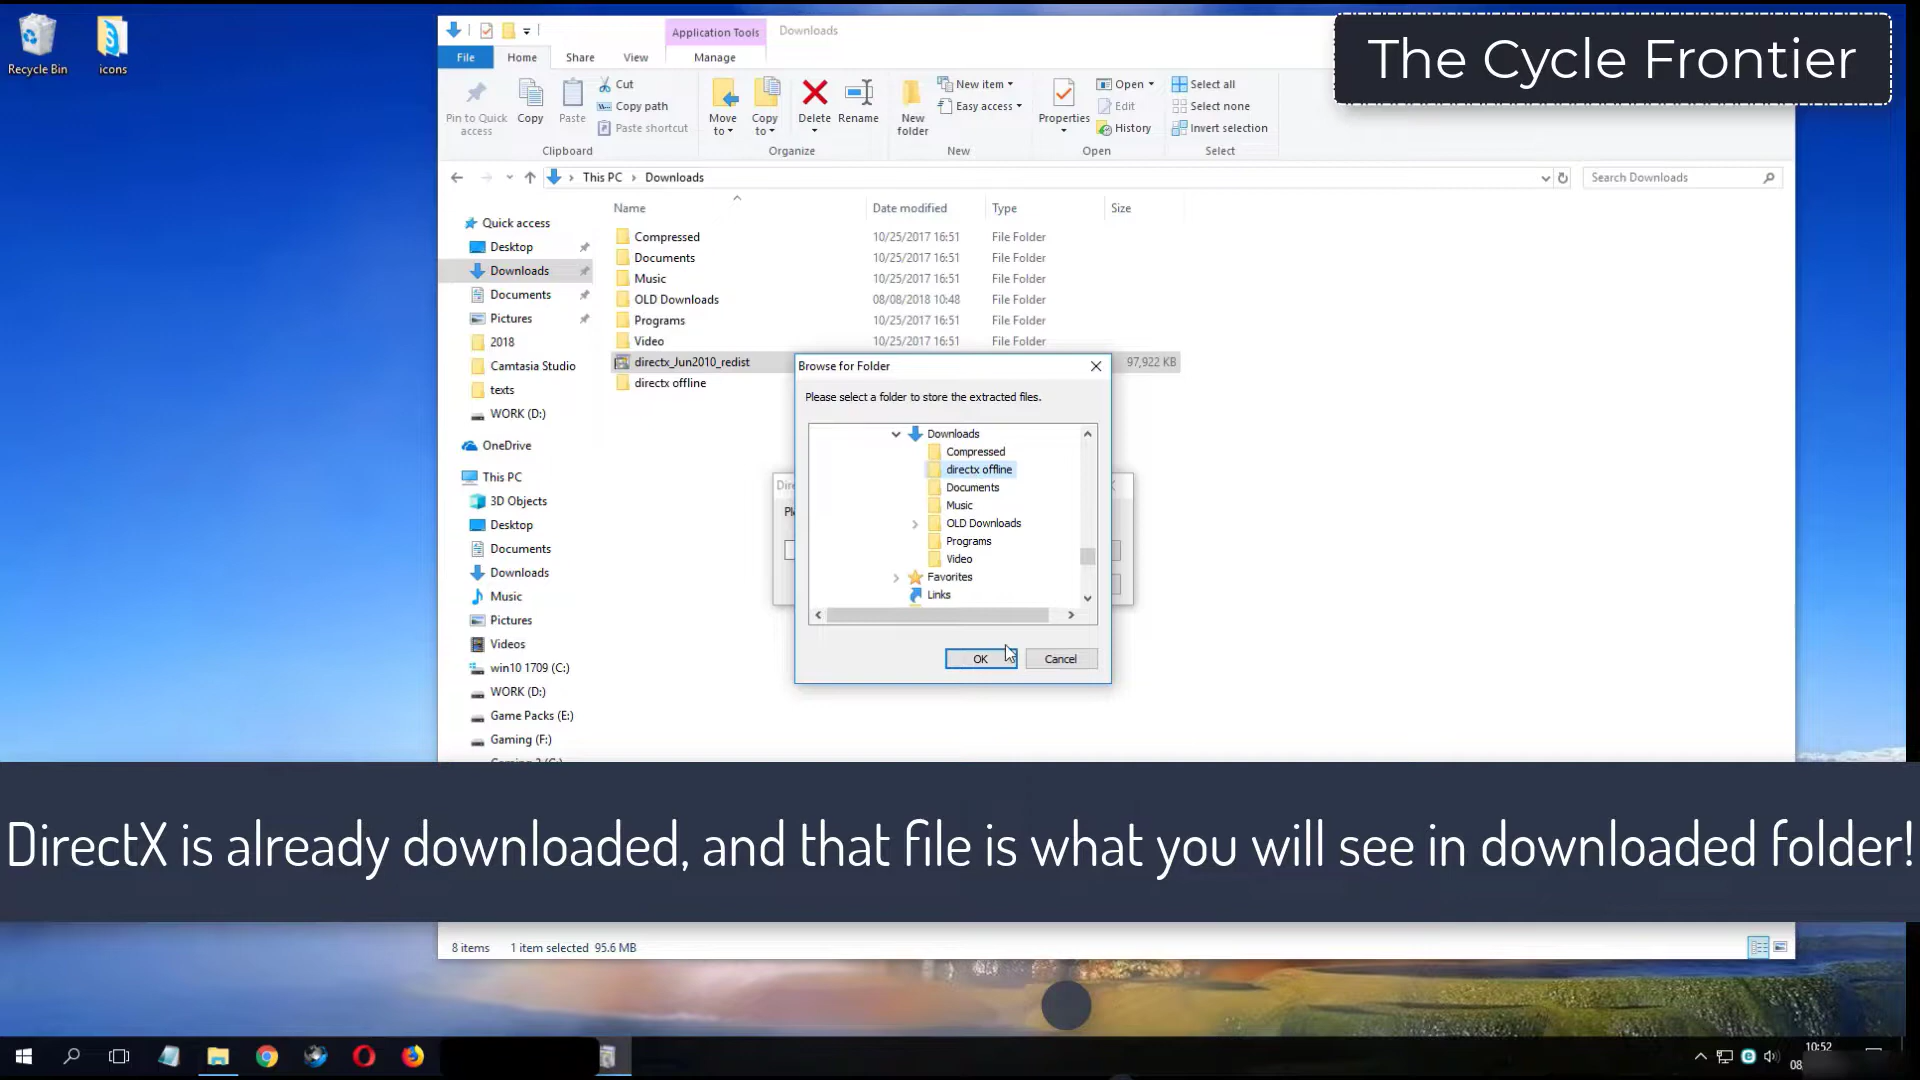 Recycle Bin
icons
Application Tools
Downloads
File
Home
Share
View
Manage
The Cycle Frontier
Pin to Quick access
Copy
Paste
Cut
Copy path
Paste shortcut
Clipboard
Move to
Copy to
Delete
Rename
Organize
New folder
New item
Easy access
New
Properties
Open
Edit
History
Open
Select all
Select none
Invert selection
Select
This PC
Downloads
Search Downloads
Name
Date modified
Type
Size
Compressed 10/25/2017 16:51 File Folder
Documents 10/25/2017 16:51 File Folder
Music 10/25/2017 16:51 File Folder
OLD Downloads 08/08/2018 10:48 File Folder
Programs 10/25/2017 16:51 File Folder
Video 10/25/2017 16:51 File Folder
directx_Jun2010_redist 97,922 KB
directx offline
Quick access
Desktop
Downloads
Documents
Pictures
2018
Camtasia Studio
texts
WORK (D:)
OneDrive
This PC
3D Objects
Desktop
Documents
Downloads
Music
Pictures
Videos
win10 1709 (C:)
WORK (D:)
Game Packs (E:)
Gaming (F:)
Browse for Folder
Please select a folder to store the extracted files.
Downloads
Compressed
directx offline
Documents
Music
OLD Downloads
Programs
Video
Favorites
Links
OK
Cancel
DirectX is already downloaded, and that file is what you will see in downloaded folder!
8 items
1 item selected 95.6 MB
10:52